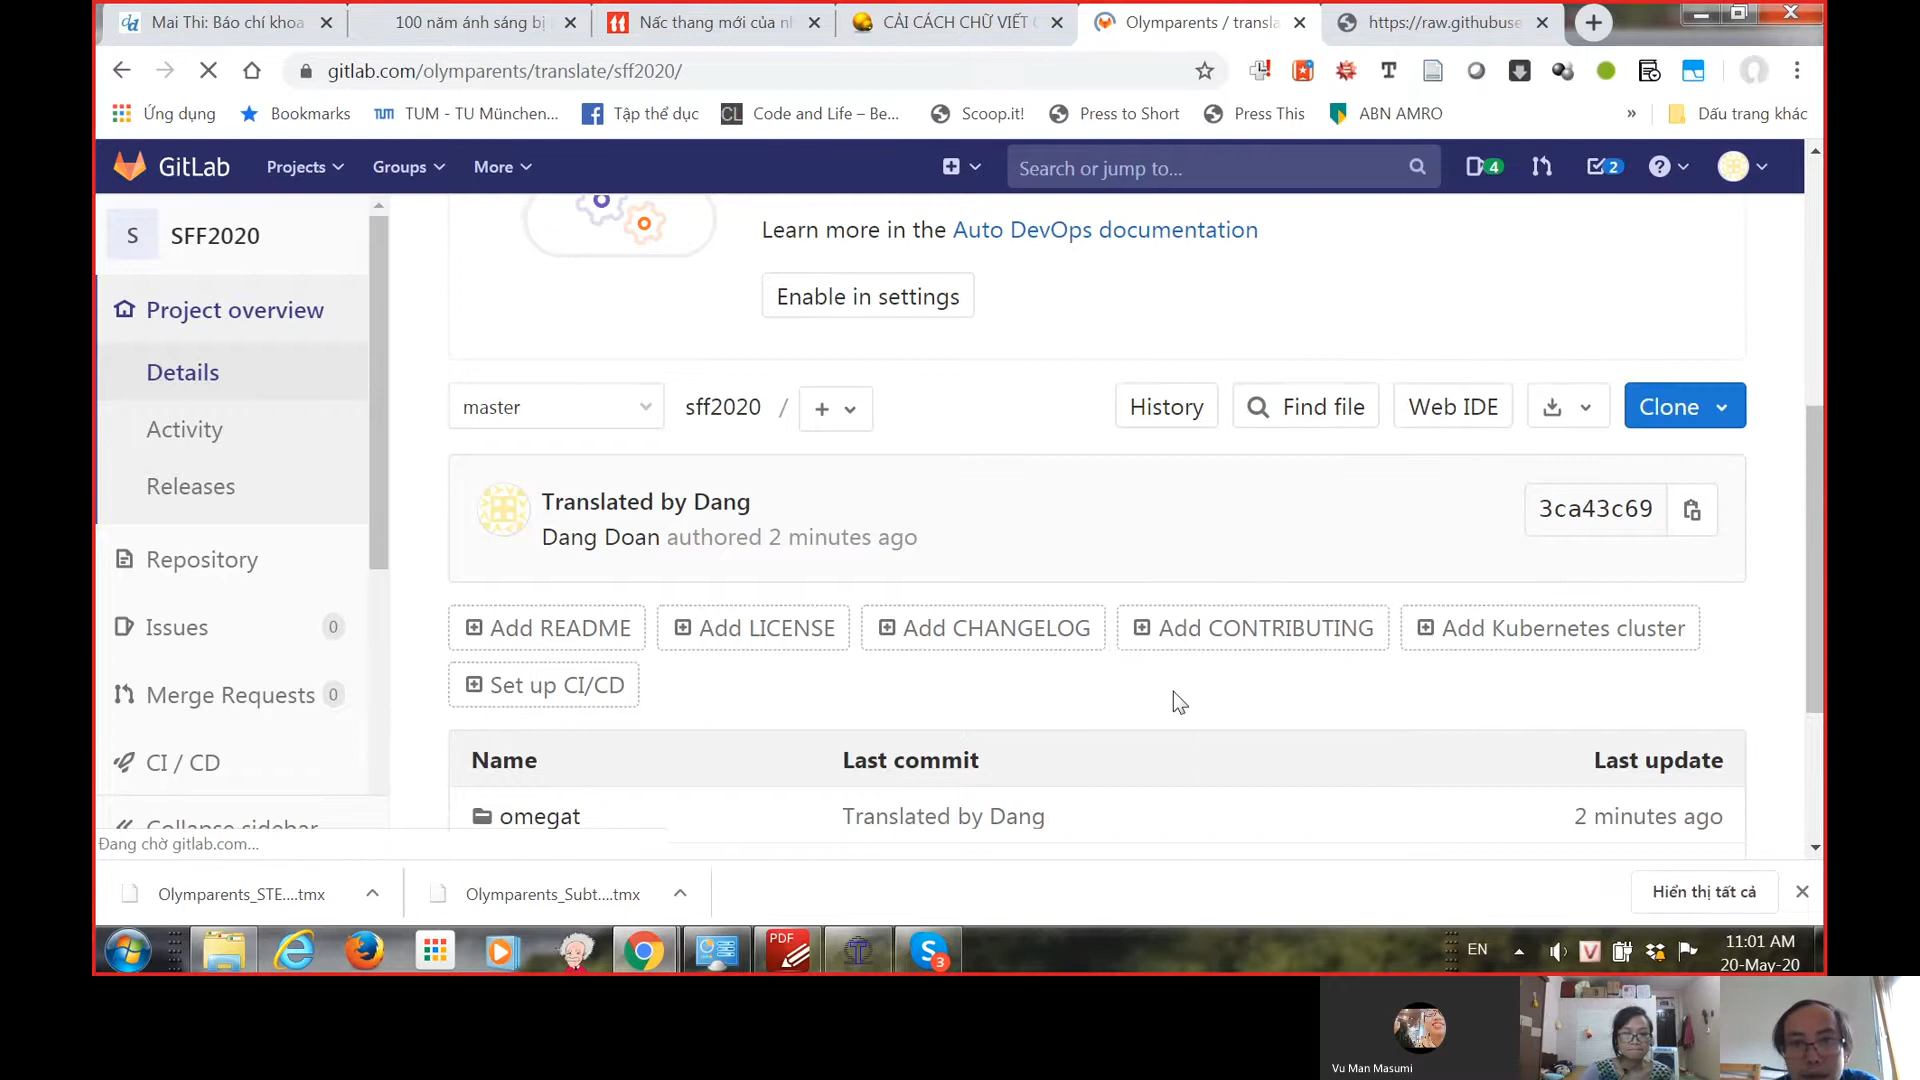 Mai Thi: Báo chí khoa
100 năm ánh sáng bị
Nấc thang mới của nh
CẢI CÁCH CHỮ VIẾT C
Olymparents / transla
https://raw.githubuse
gitlab.com/olymparents/translate/sff2020/
Ứng dụng
Bookmarks
TUM - TU München...
Tập thể dục
CL Code and Life – Be...
Scoop.it!
Press to Short
Press This
ABN AMRO
»
Dấu trang khác
GitLab
Projects
Groups
More
Search or jump to...
4
2
S SFF2020
Project overview
Details
Activity
Releases
Repository
Issues 0
Merge Requests 0
CI / CD
Collapse sidebar
Đang chờ gitlab.com...
Learn more in the Auto DevOps documentation
Enable in settings
master
sff2020 / +
History
Find file
Web IDE
Clone
Translated by Dang
Dang Doan authored 2 minutes ago
3ca43c69
Add README
Add LICENSE
Add CHANGELOG
Add CONTRIBUTING
Add Kubernetes cluster
Set up CI/CD
Name Last commit Last update
omegat Translated by Dang 2 minutes ago
Olymparents_STE....tmx
Olymparents_Subt....tmx
Hiển thị tất cả
PDF
3
EN
V
11:01 AM
20-May-20
Vu Man Masumi